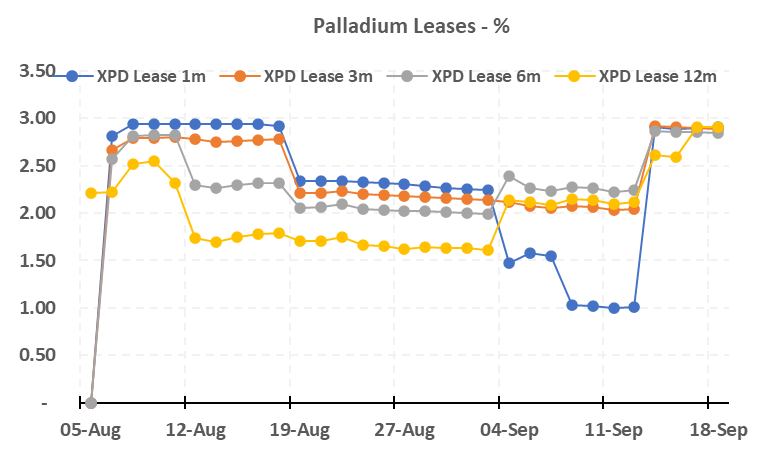 Palladium Leases - %
3.50
XPD Lease 1m XPD Lease 3m XPD Lease 6m XPD Lease 12m
3.00
2.50
2.00
1.50
1.00
0.50
-
05-Aug 12-Aug 19-Aug 27-Aug 04-Sep 11-Sep 18-Sep